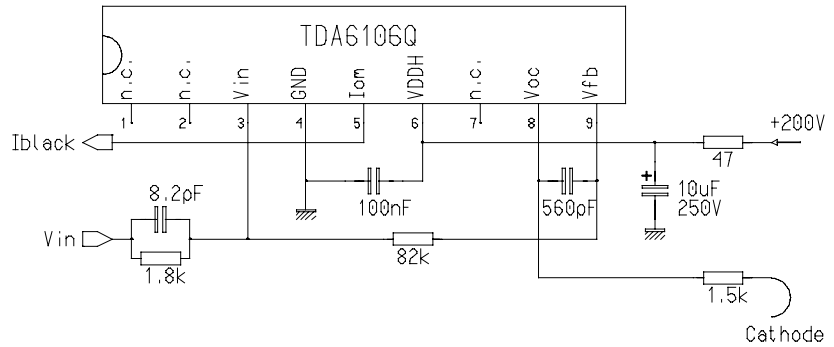 TDA6106Q
n.c.
n.c.
Vin
GND
Iom
VDDH
n.c.
Voc
Vfb
1
2
3
4
5
6
7
8
9
Iblack
+200V
47
100nF
560pF
+
10uF
250V
8.2pF
Vin
1.8k
82k
1.5k
Cathode